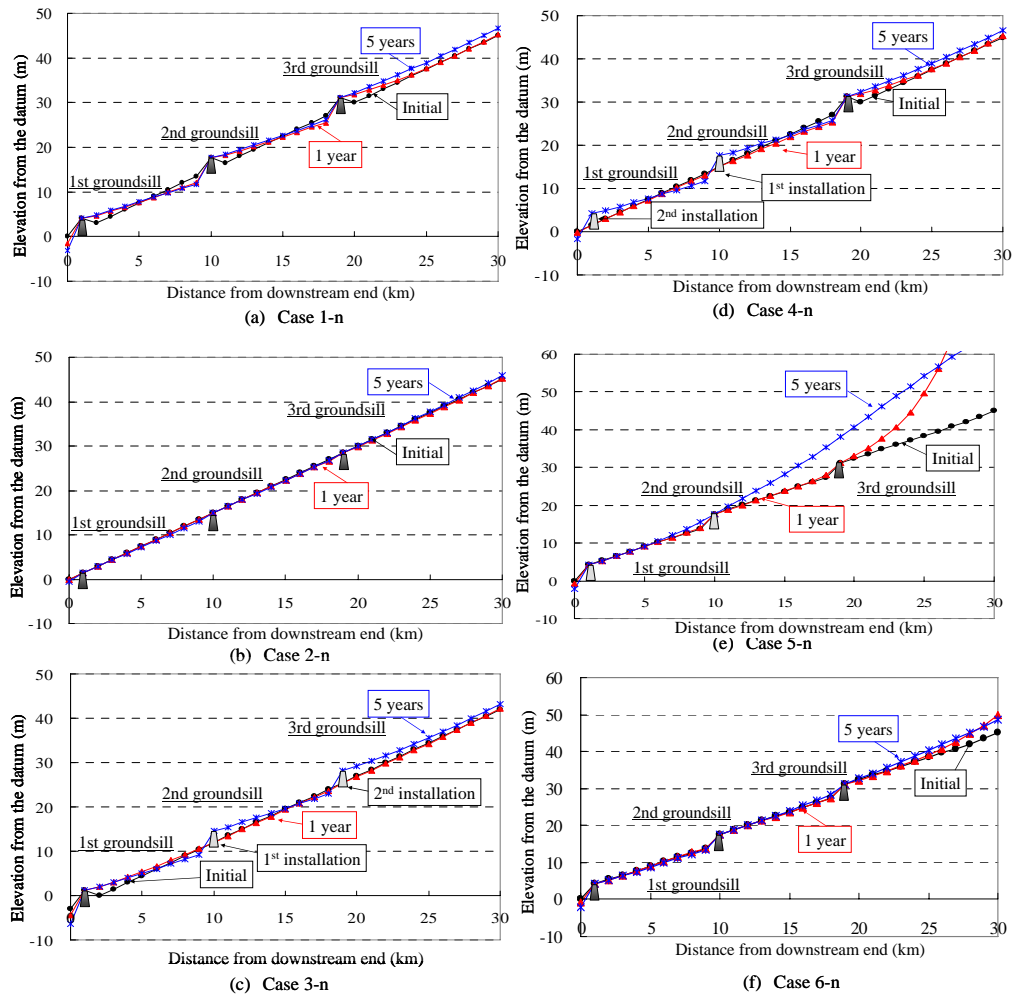 50
40
30
20
10
0
-10
Elevation from the datum (m)
5 years
3rd groundsill
Initial
2nd groundsill
1 year
1st groundsill
0 5 10 15 20 25 30
Distance from downstream end (km)
(a) Case 1-n
50
40
30
20
10
0
-10
Elevation from the datum (m)
5 years
3rd groundsill
Initial
2nd groundsill
1 year
1st groundsill
1st installation
2nd installation
0 5 10 15 20 25 30
Distance from downstream end (km)
(d) Case 4-n
50
40
30
20
10
0
-10
Elevation from the datum (m)
5 years
3rd groundsill
Initial
2nd groundsill
1 year
1st groundsill
0 5 10 15 20 25 30
Distance from downstream end (km)
(b) Case 2-n
60
50
40
30
20
10
0
-10
Elevation from the datum (m)
5 years
Initial
2nd groundsill
3rd groundsill
1 year
1st groundsill
0 5 10 15 20 25 30
Distance from downstream end (km)
(e) Case 5-n
50
40
30
20
10
0
-10
Elevation from the datum (m)
5 years
3rd groundsill
2nd groundsill
2nd installation
1 year
1st groundsill
1st installation
Initial
0 5 10 15 20 25 30
Distance from downstream end (km)
(c) Case 3-n
60
50
40
30
20
10
0
-10
Elevation from the datum (m)
5 years
3rd groundsill
Initial
2nd groundsill
1 year
1st groundsill
0 5 10 15 20 25 30
Distance from downstream end (km)
(f) Case 6-n